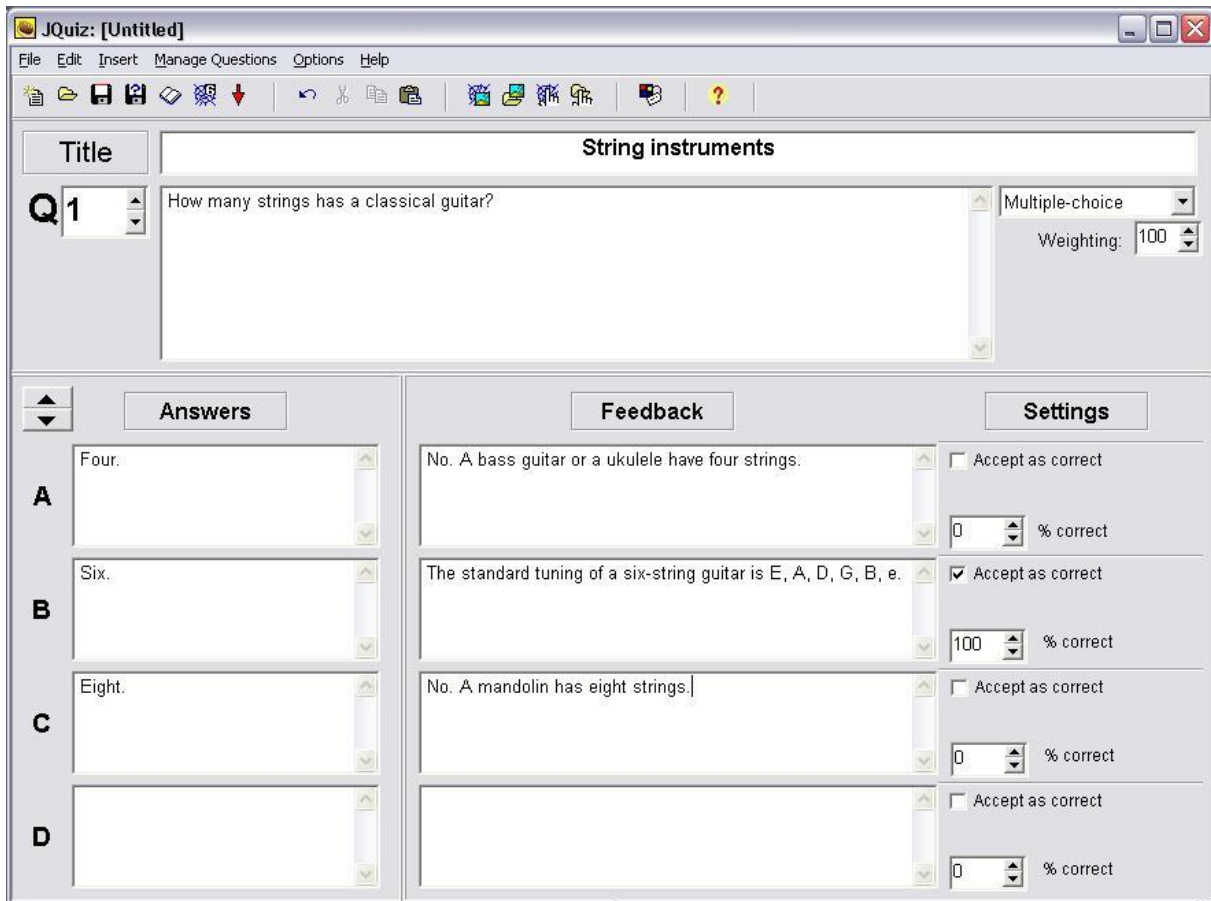 JQuiz: [Untitled]
File Edit Insert Manage Questions Options Help
Title
String instruments
Q 1
How many strings has a classical guitar?
Multiple-choice
Weighting: 100
Answers
Feedback
Settings
A
Four.
No. A bass guitar or a ukulele have four strings.
Accept as correct
0 % correct
B
Six.
The standard tuning of a six-string guitar is E, A, D, G, B, e.
Accept as correct
100 % correct
C
Eight.
No. A mandolin has eight strings.
Accept as correct
0 % correct
D
Accept as correct
0 % correct